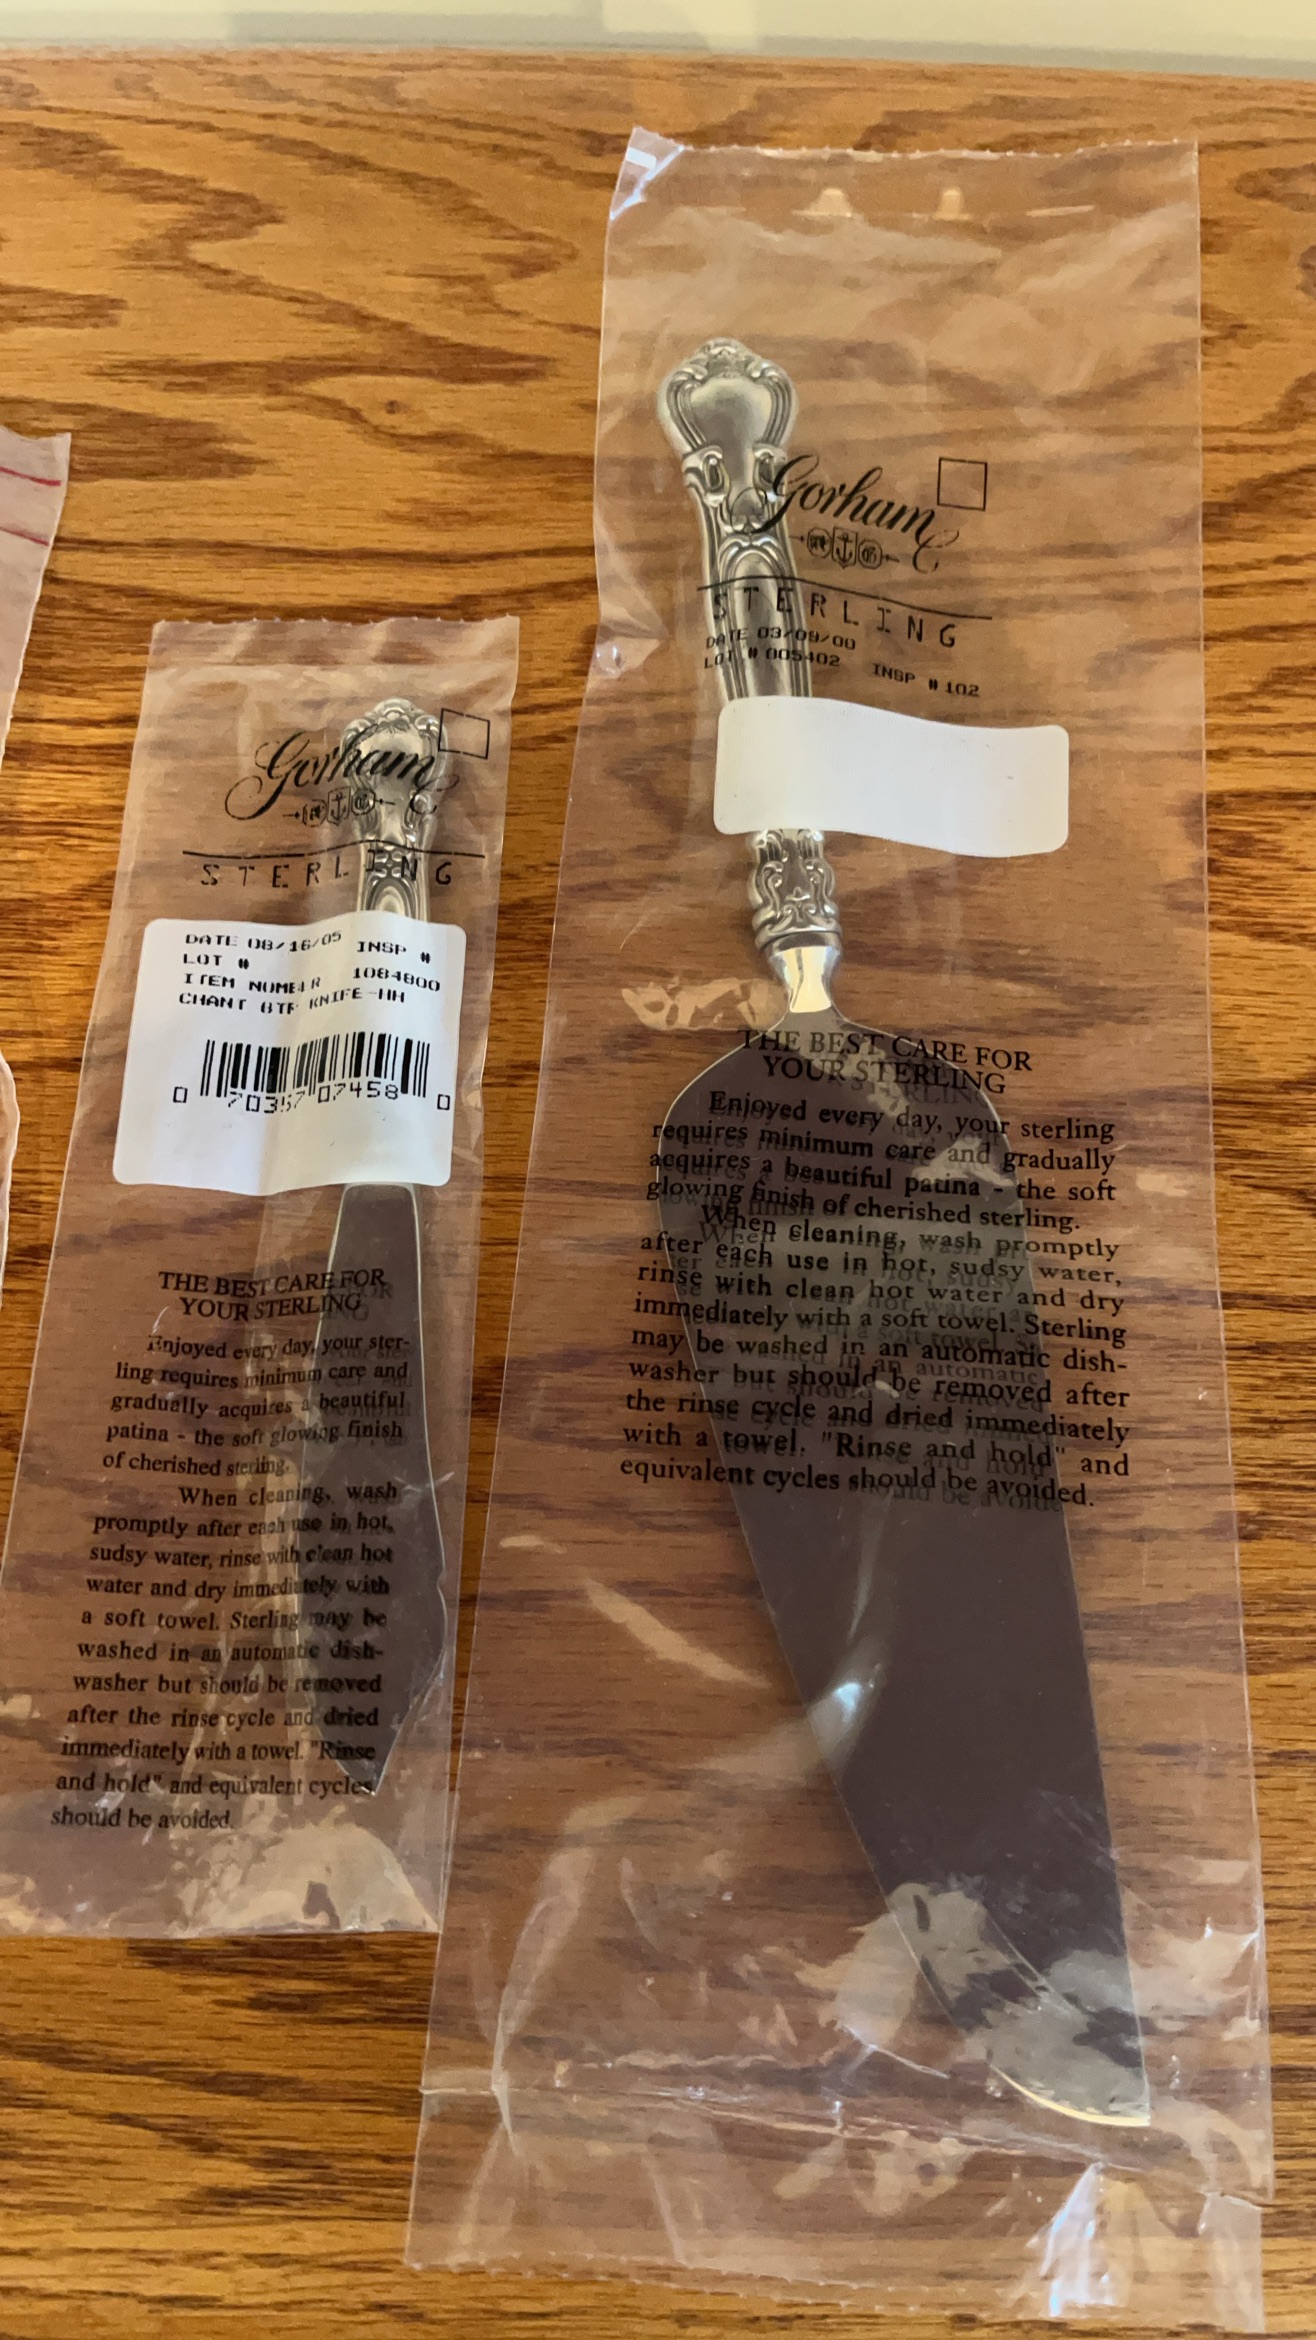 Gorham
STERLING
DATE 08/16/05 INSP #
LOT #
ITEM NUMBER 1084800
CHANT BTR KNIFE-HH
0 70357 07458 0
THE BEST CARE FOR
YOUR STERLING
Enjoyed every day, your ster-
ling requires minimum care and
gradually acquires a beautiful
patina - the soft glowing finish
of cherished sterling.
When cleaning, wash
promptly after each use in hot,
sudsy water, rinse with clean hot
water and dry immediately with
a soft towel. Sterling may be
washed in an automatic dish-
washer but should be removed
after the rinse cycle and dried
immediately with a towel. "Rinse
and hold" and equivalent cycles
should be avoided.
Gorham
STERLING
DATE 03/09/00
LOT # 005402 INSP # 102
THE BEST CARE FOR
YOUR STERLING
Enjoyed every day, your sterling
requires minimum care and gradually
acquires a beautiful patina - the soft
glowing finish of cherished sterling.
When cleaning, wash promptly
after each use in hot, sudsy water,
rinse with clean hot water and dry
immediately with a soft towel. Sterling
may be washed in an automatic dish-
washer but should be removed after
the rinse cycle and dried immediately
with a towel. "Rinse and hold" and
equivalent cycles should be avoided.